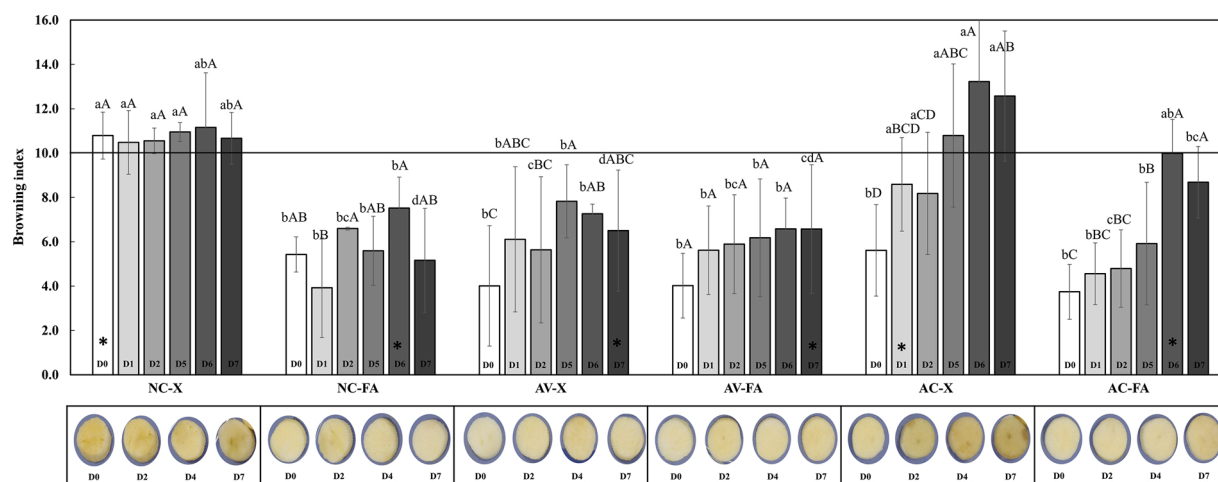 16.0
14.0
12.0
10.0
8.0
6.0
4.0
2.0
0.0
Browning index
aA aA aA aA abA abA
bAB bB bcA bAB bA dAB
bC bABC cBC bA bAB dABC
bA bA bcA bA bA cdA
bD aBCD aCD aABC aA aAB
bC bBC cBC bB abA bcA
* * * * * *
D0 D1 D2 D5 D6 D7 D0 D1 D2 D5 D6 D7 D0 D1 D2 D5 D6 D7 D0 D1 D2 D5 D6 D7 D0 D1 D2 D5 D6 D7 D0 D1 D2 D5 D6 D7
NC-X NC-FA AV-X AV-FA AC-X AC-FA
D0 D2 D4 D7 D0 D2 D4 D7 D0 D2 D4 D7 D0 D2 D4 D7 D0 D2 D4 D7 D0 D2 D4 D7